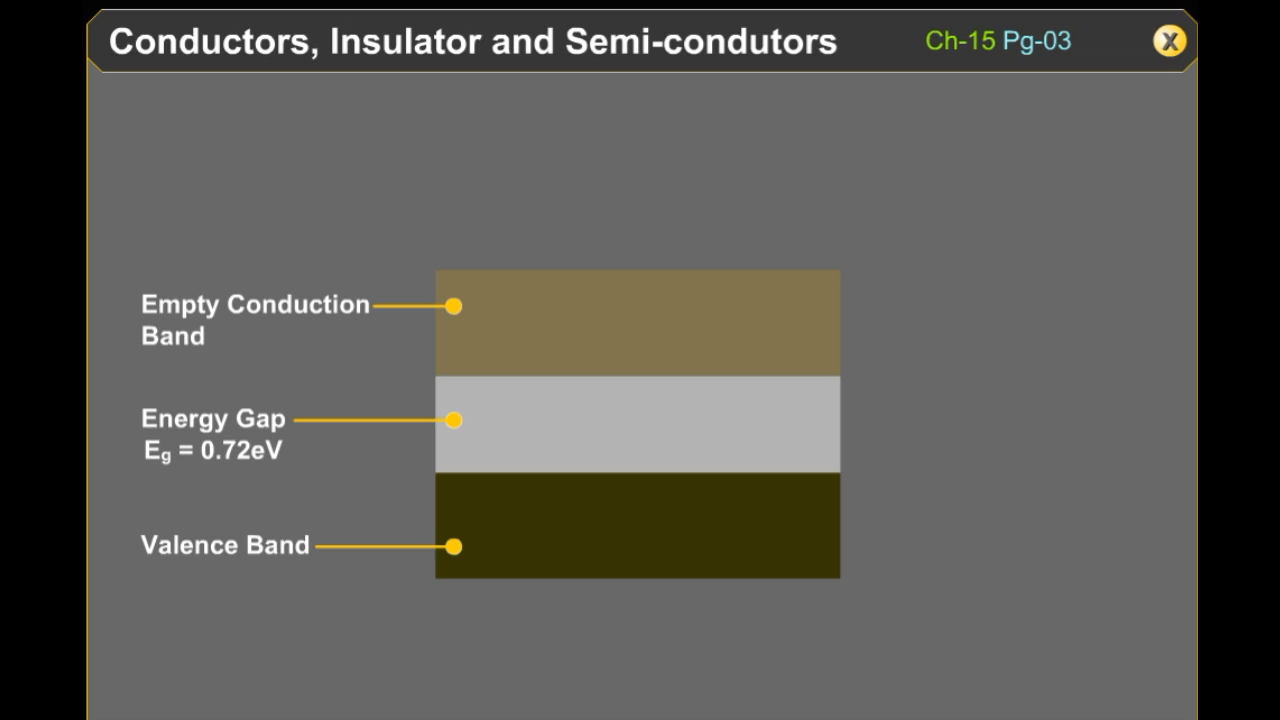 Conductors, Insulator and Semi-condutors
Ch-15 Pg-03
X
Empty Conduction
Band
Energy Gap
Eg = 0.72eV
Valence Band